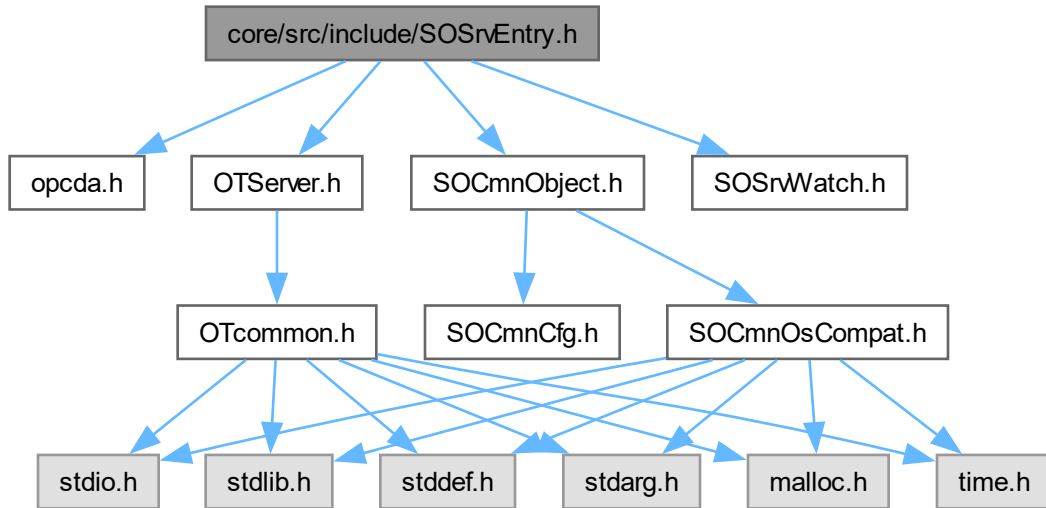 core/src/include/SOSrvEntry.h
opcda.h
OTServer.h
SOCmnObject.h
SOSrvWatch.h
OTcommon.h
SOCmnCfg.h
SOCmnOsCompat.h
stdio.h
stdlib.h
stddef.h
stdarg.h
malloc.h
time.h